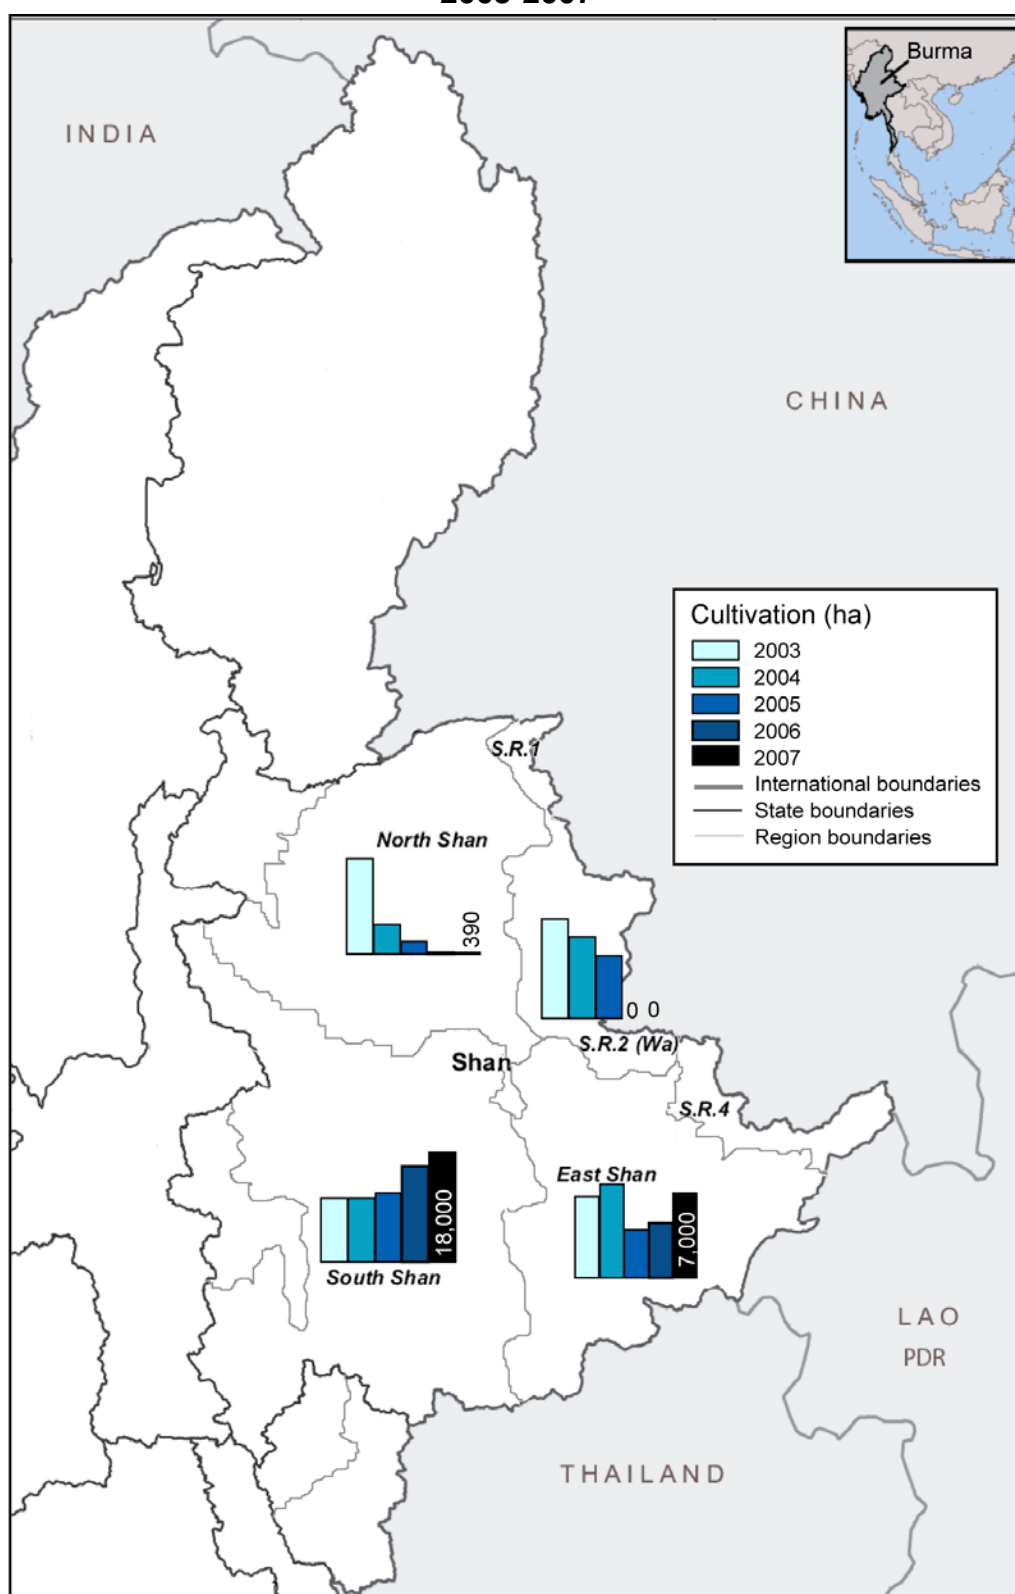 Burma
INDIA
CHINA
Cultivation (ha)
2003
2004
2005
2006
2007
International boundaries
State boundaries
Region boundaries
S.R.1
North Shan
390
0 0
S.R.2 (Wa)
Shan
S.R.4
East Shan
18,000
7,000
South Shan
LAO
PDR
THAILAND